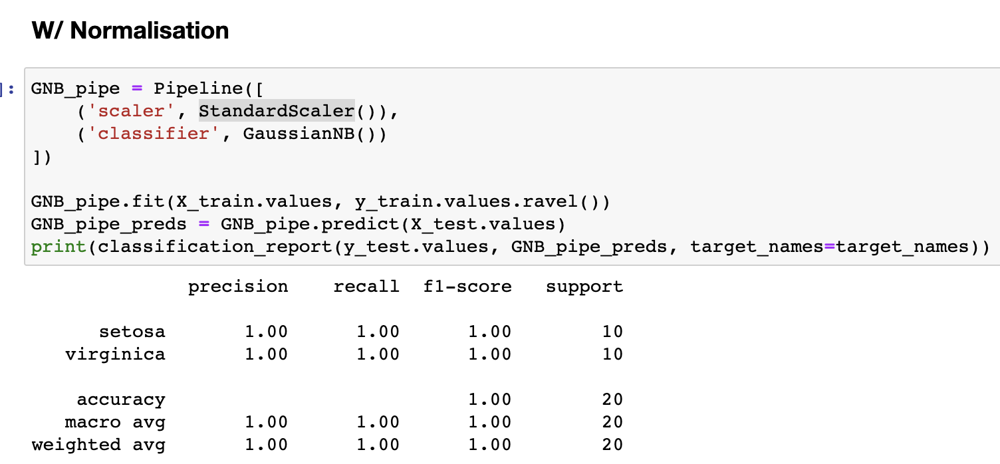 W/ Normalisation
]: GNB_pipe = Pipeline([
('scaler', StandardScaler()),
('classifier', GaussianNB())
])
GNB_pipe.fit(X_train.values, y_train.values.ravel())
GNB_pipe_preds = GNB_pipe.predict(X_test.values)
print(classification_report(y_test.values, GNB_pipe_preds, target_names=target_names))
precision recall f1-score support
setosa 1.00 1.00 1.00 10
virginica 1.00 1.00 1.00 10
accuracy 1.00 20
macro avg 1.00 1.00 1.00 20
weighted avg 1.00 1.00 1.00 20